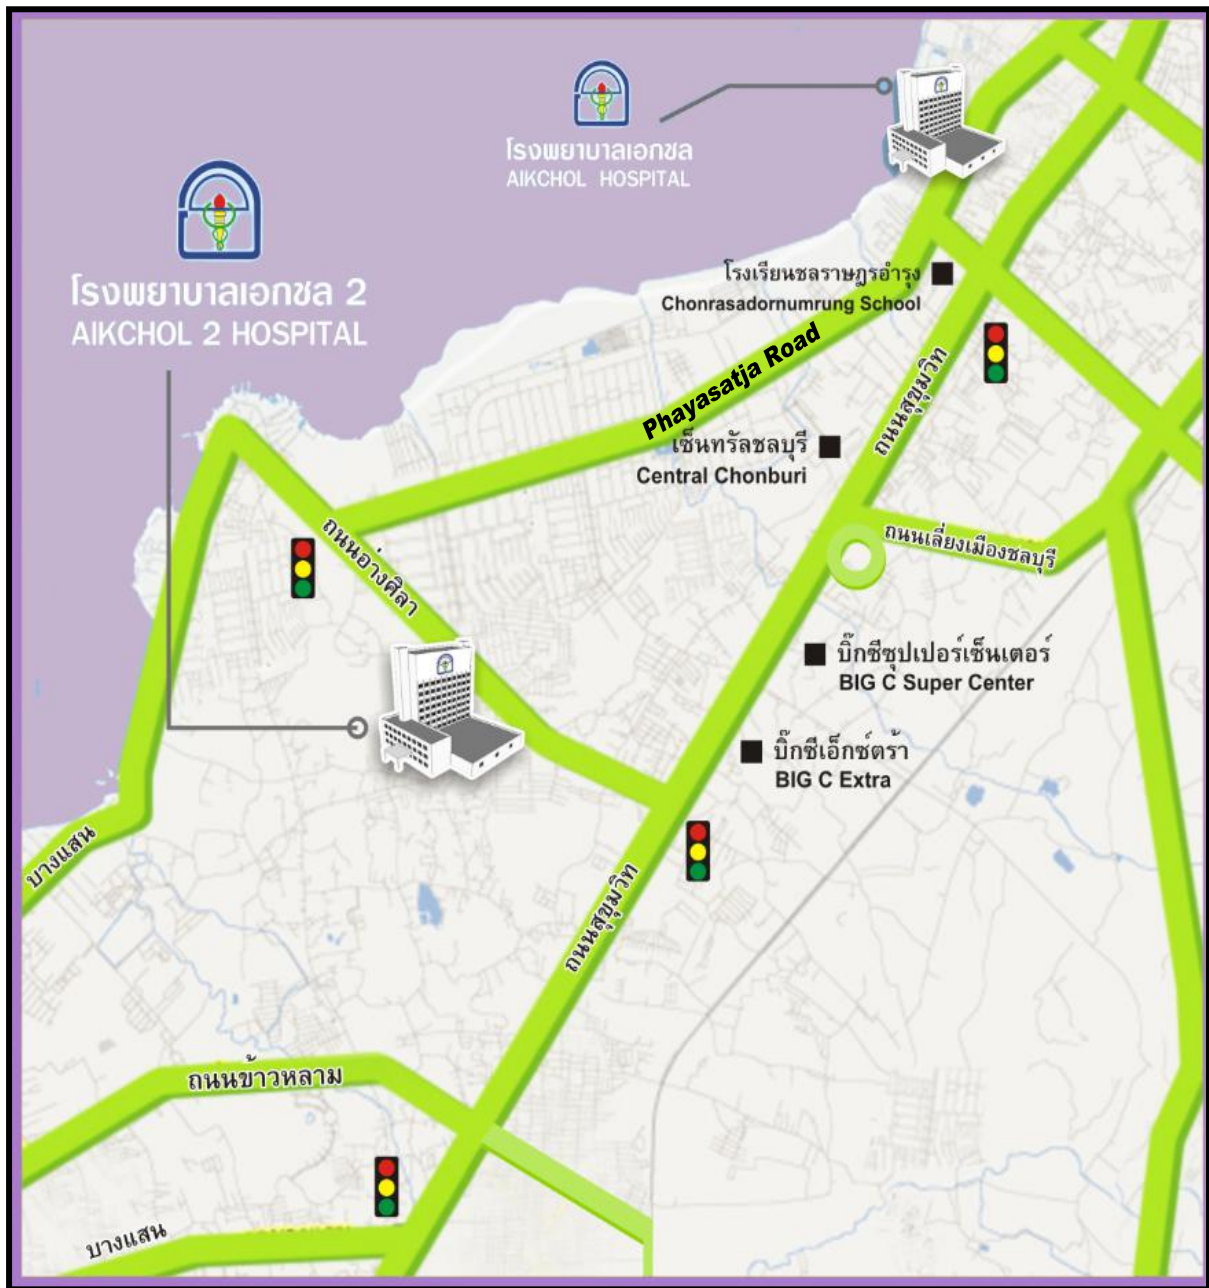 โรงพยาบาลเอกชล
AIKCHOL HOSPITAL
โรงพยาบาลเอกชล 2
AIKCHOL 2 HOSPITAL
โรงเรียนชลราษฎรอำรุง
Chonrasadornumrung School
Phayasatja Road
ถนนสุขุมวิท
เซ็นทรัลชลบุรี
Central Chonburi
ถนนอ่างศิลา
ถนนเลี่ยงเมืองชลบุรี
บิ๊กซีซุปเปอร์เซ็นเตอร์
BIG C Super Center
บิ๊กซีเอ็กซ์ตร้า
BIG C Extra
บางแสน
ถนนสุขุมวิท
ถนนข้าวหลาม
บางแสน